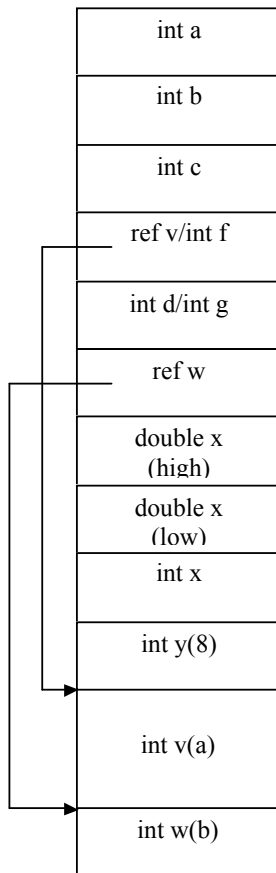 int a
int b
int c
ref v/int f
int d/int g
ref w
double x
(high)
double x
(low)
int x
int y(8)
int v(a)
int w(b)